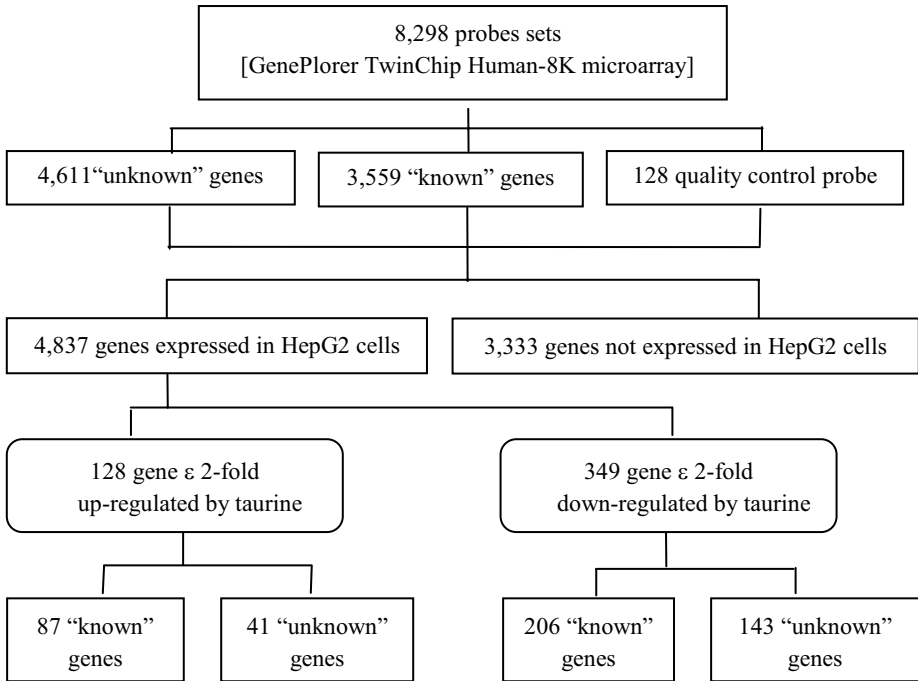 8,298 probes sets
[GenePlorer TwinChip Human-8K microarray]
4,611“unknown” genes
3,559 “known” genes
128 quality control probe
4,837 genes expressed in HepG2 cells
3,333 genes not expressed in HepG2 cells
128 gene ε 2-fold
up-regulated by taurine
349 gene ε 2-fold
down-regulated by taurine
87 “known”
genes
41 “unknown”
genes
206 “known”
genes
143 “unknown”
genes